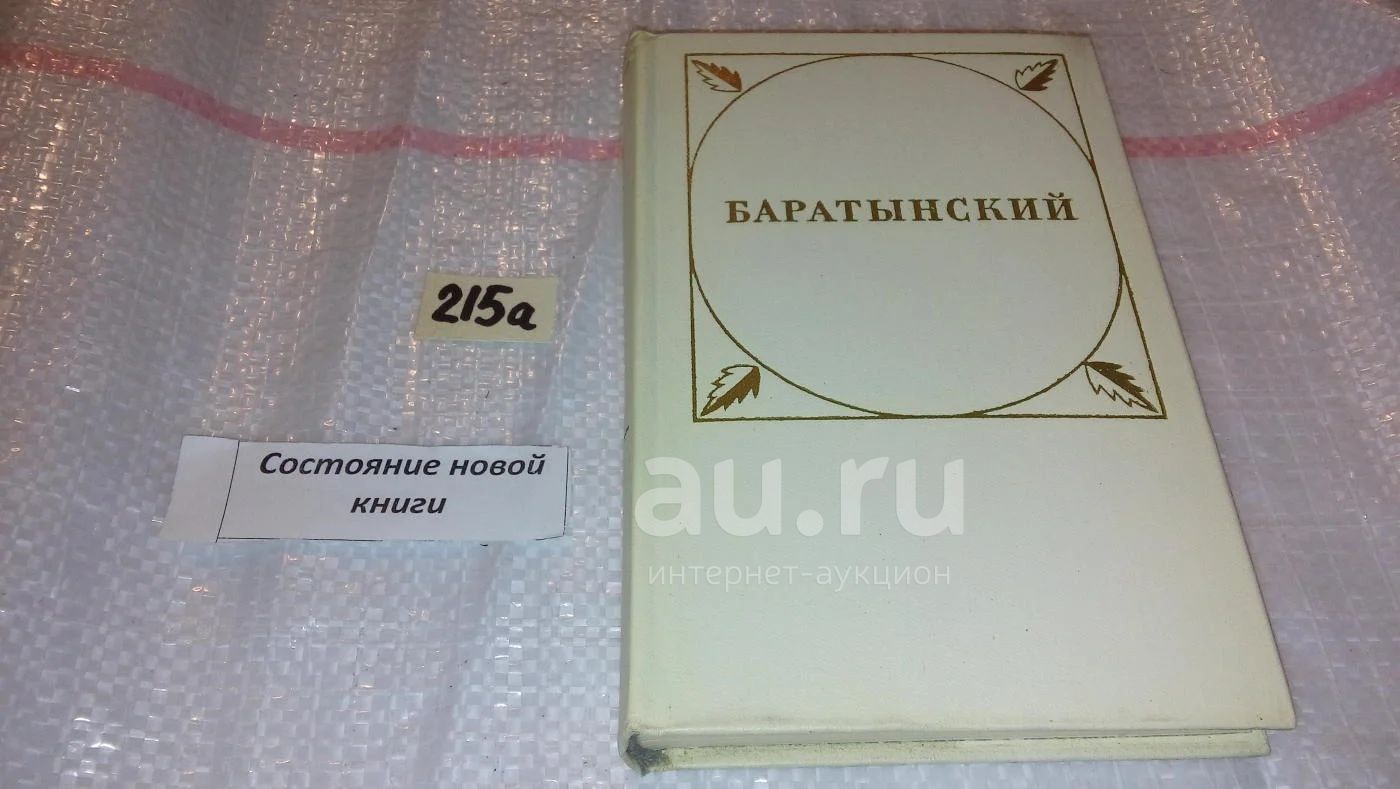 БАРАТЫНСКИЙ
215а
Состояние новой
книги
au.ru
интернет-аукцион